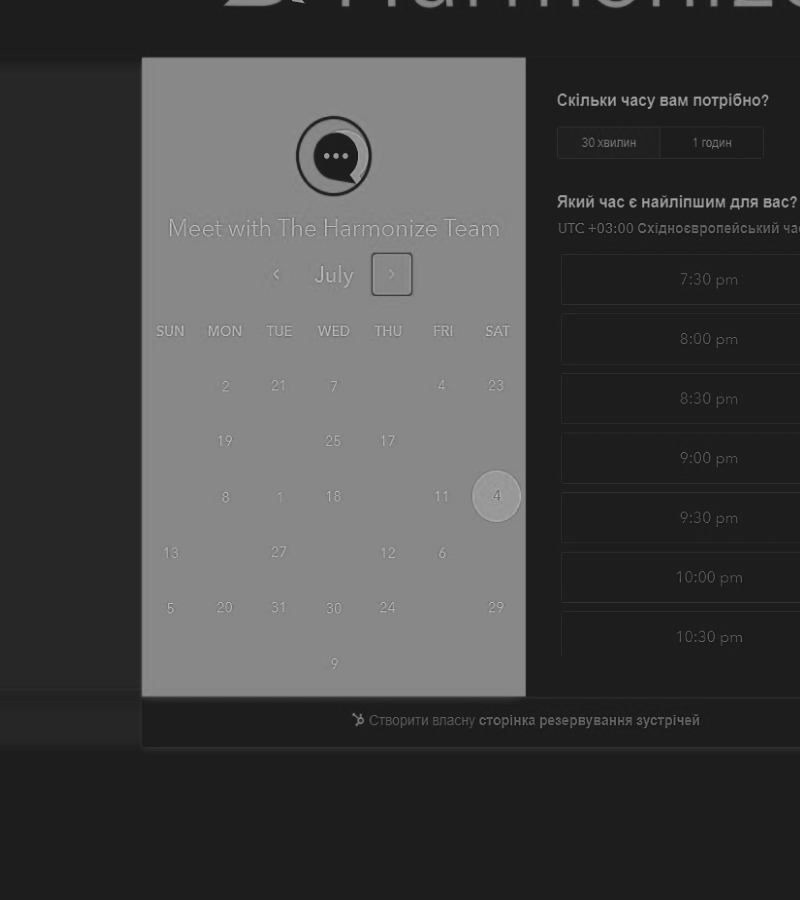 Harmonize
Meet with The Harmonize Team
July
SUN MON TUE WED THU FRI SAT
2 21 7 4 23
19 25 17
8 1 18 11 4
13 27 12 6
5 20 31 30 24 29
9
Скільки часу вам потрібно?
30 хвилин 1 годин
Який час є найліпшим для вас?
UTC +03:00 Східноєвропейський час
7:30 pm
8:00 pm
8:30 pm
9:00 pm
9:30 pm
10:00 pm
10:30 pm
Створити власну сторінка резервування зустрічей